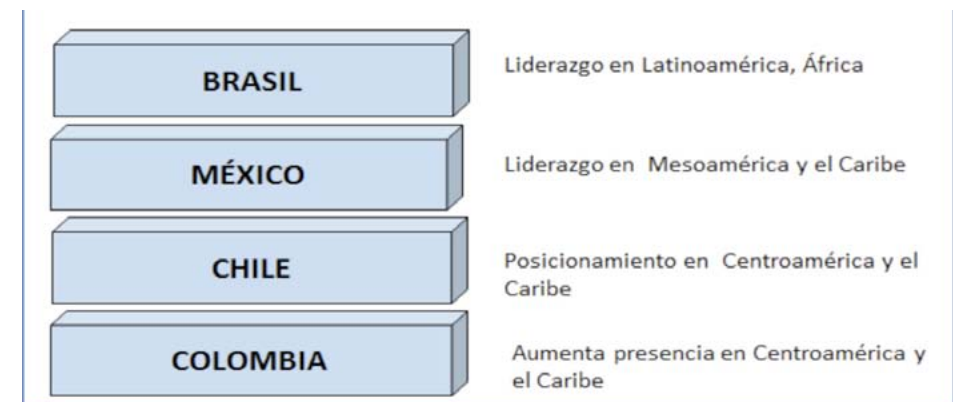 BRASIL
Liderazgo en Latinoamérica, África
MÉXICO
Liderazgo en Mesoamérica y el Caribe
CHILE
Posicionamiento en Centroamérica y el
Caribe
COLOMBIA
Aumenta presencia en Centroamérica y
el Caribe